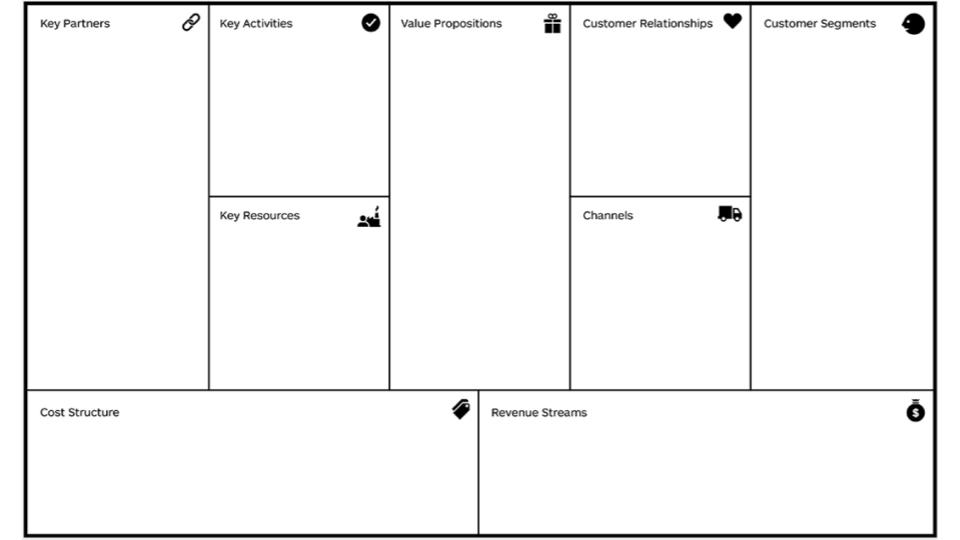 Key Partners
Key Activities
Value Propositions
Customer Relationships
Customer Segments
Key Resources
Channels
Cost Structure
Revenue Streams
$